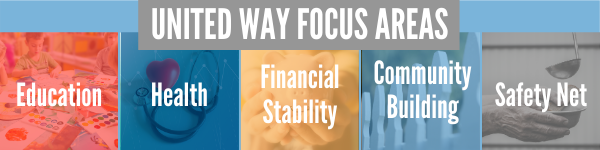 UNITED WAY FOCUS AREAS
Education
Health
Financial
Stability
Community
Building
Safety Net